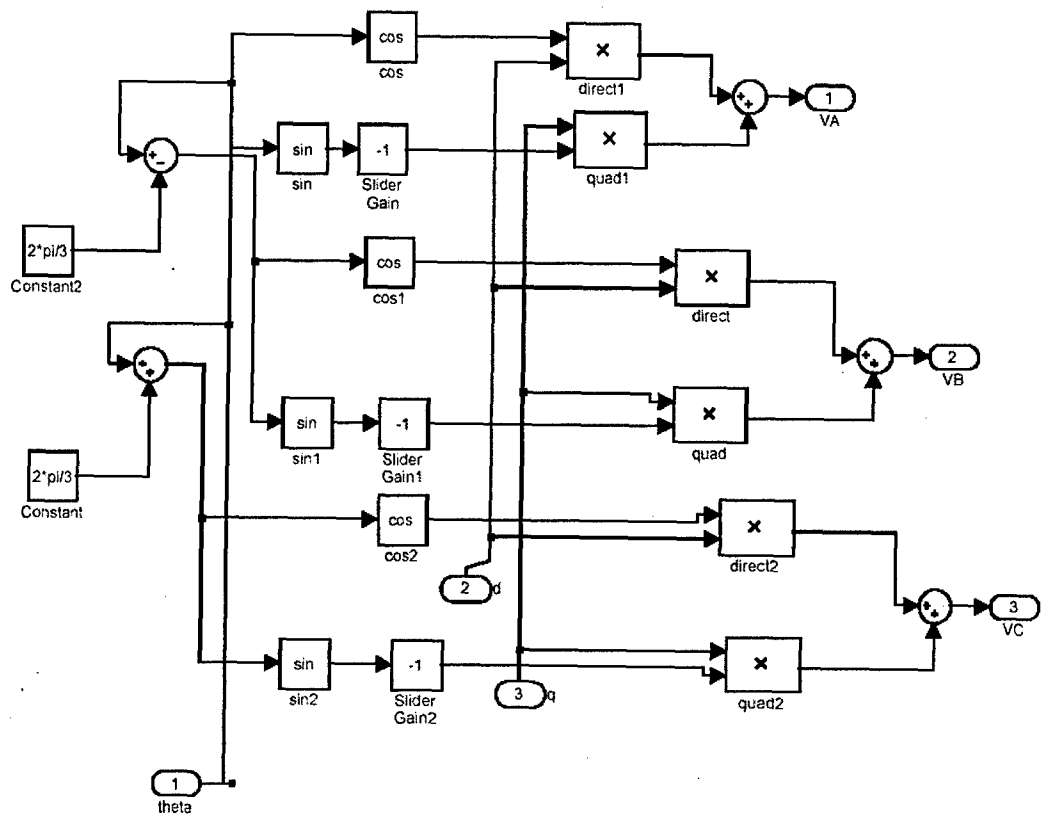 cos
cos
×
direct1
1
VA
+
+
×
quad1
sin
sin
-1
Slider
Gain
+
−
2*pi/3
Constant2
cos
cos1
×
direct
+
+
2
VB
+
+
sin
sin1
-1
Slider
Gain1
×
quad
2*pi/3
Constant
cos
cos2
×
direct2
2
d
+
+
3
VC
sin
sin2
-1
Slider
Gain2
3
q
×
quad2
1
theta